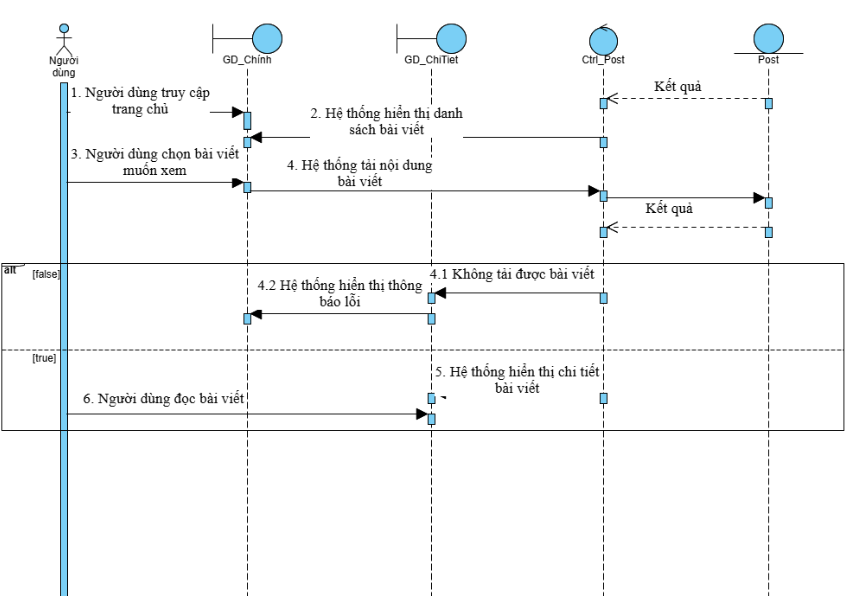 Người
dùng
GD_Chính
GD_ChiTiet
Ctrl_Post
Post
1. Người dùng truy cập
trang chủ
Kết quả
2. Hệ thống hiển thị danh
sách bài viết
3. Người dùng chọn bài viết
muốn xem
4. Hệ thống tải nội dung
bài viết
Kết quả
alt
[false]
4.1 Không tải được bài viết
4.2 Hệ thống hiển thị thông
báo lỗi
[true]
5. Hệ thống hiển thị chi tiết
bài viết
6. Người dùng đọc bài viết